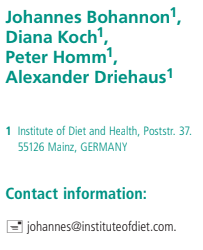 Johannes Bohannon1,
Diana Koch1,
Peter Homm1,
Alexander Driehaus1
1 Institute of Diet and Health, Poststr. 37.
55126 Mainz, GERMANY
Contact information:
johannes@instituteofdiet.com.